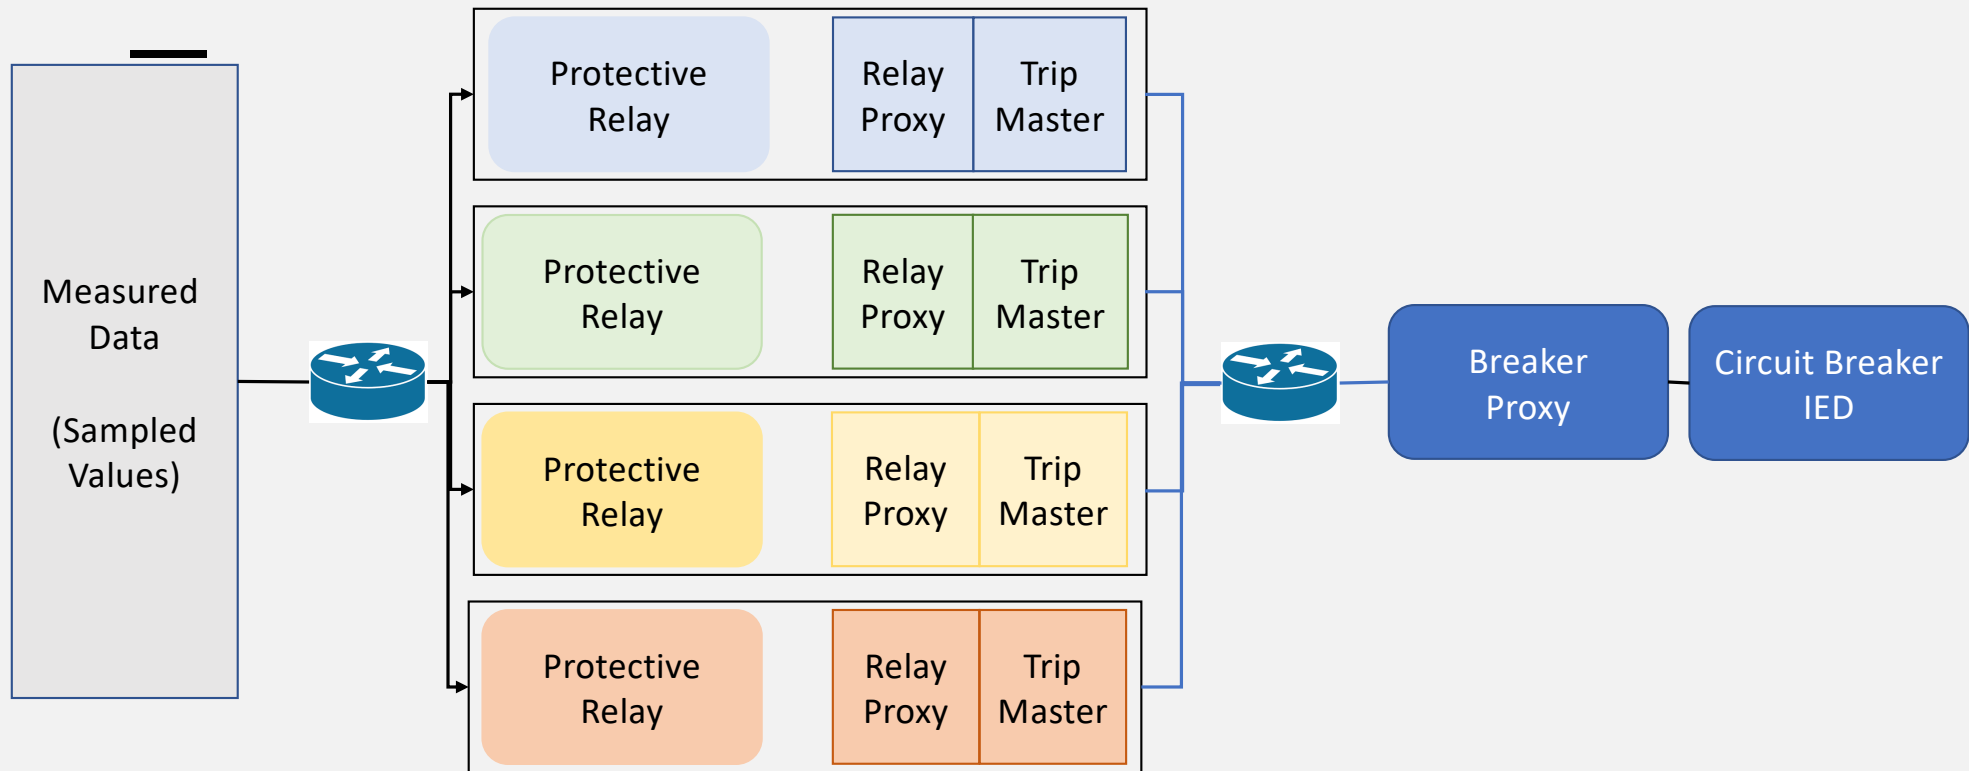 Measured
Data
(Sampled
Values)
Protective
Relay
Relay
Proxy
Trip
Master
Protective
Relay
Relay
Proxy
Trip
Master
Protective
Relay
Relay
Proxy
Trip
Master
Protective
Relay
Relay
Proxy
Trip
Master
Breaker
Proxy
Circuit Breaker
IED